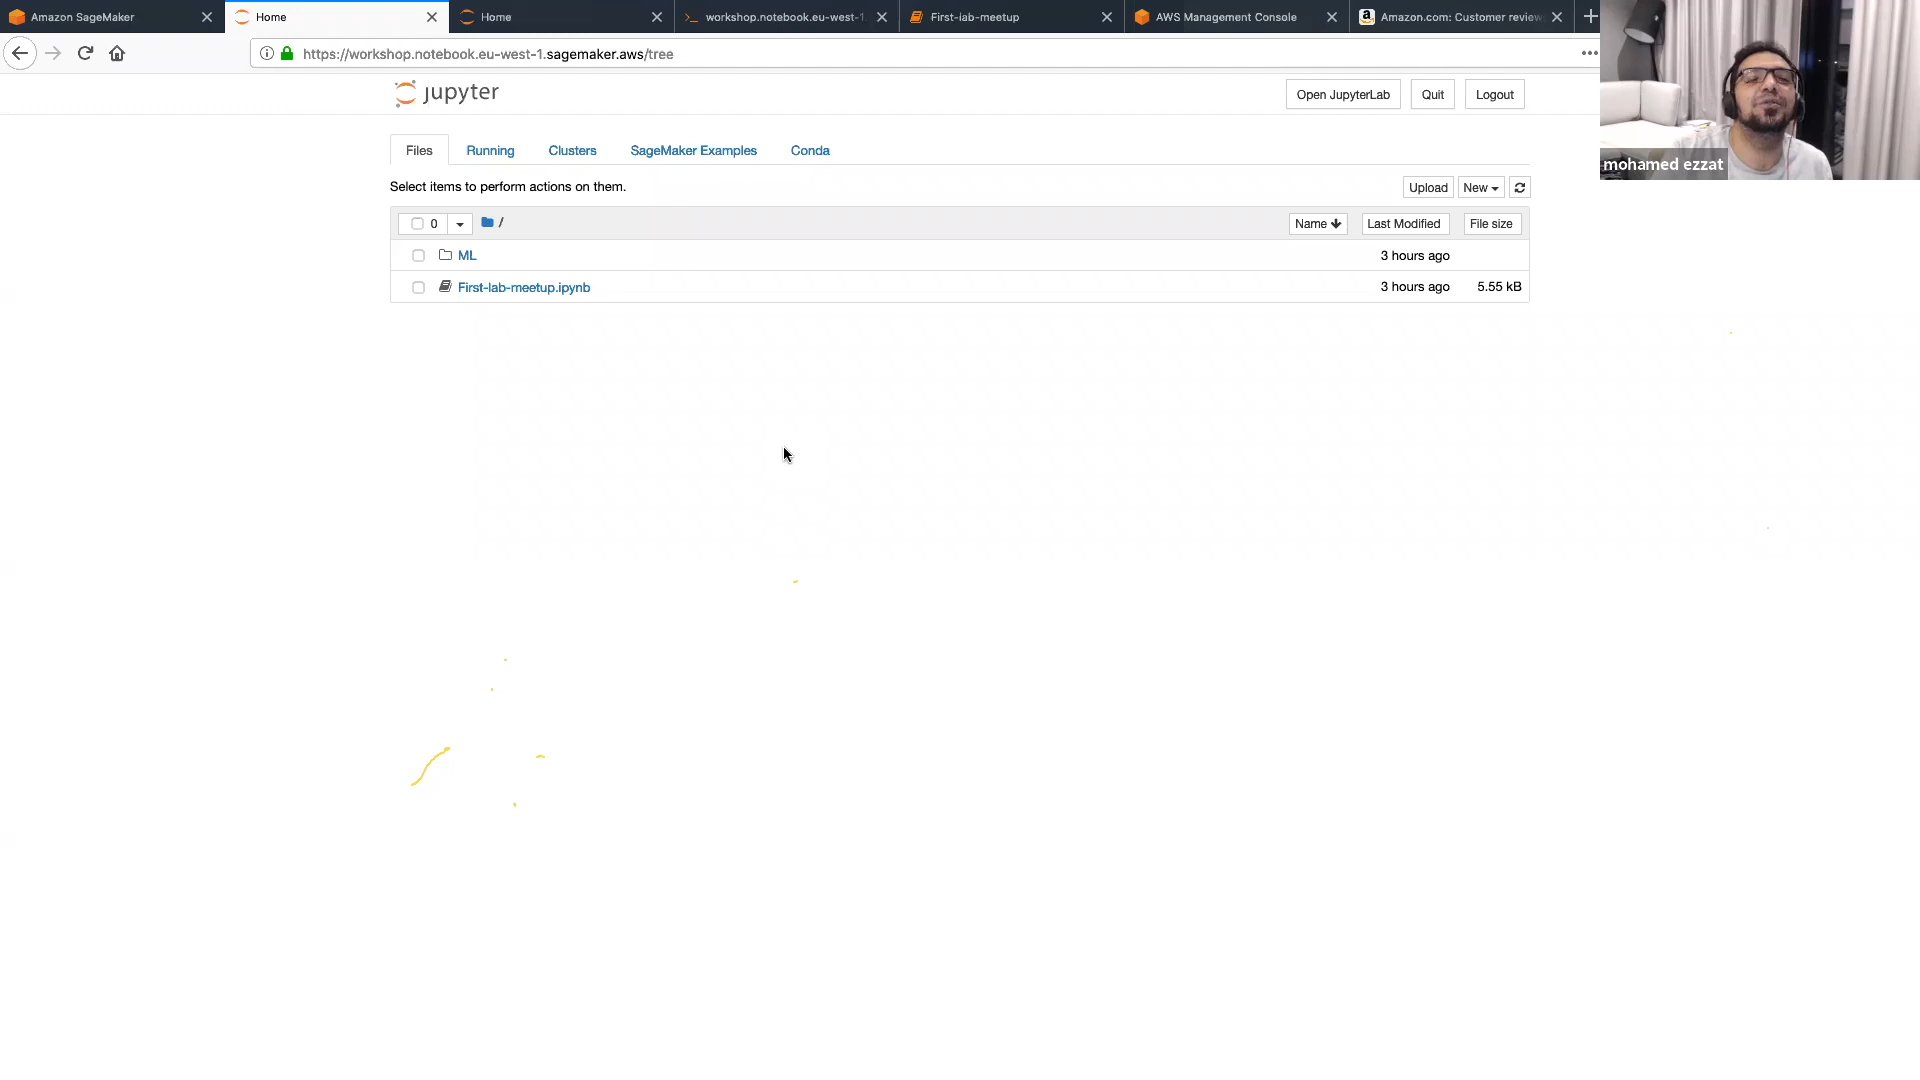 Amazon SageMaker
Home
Home
workshop.notebook.eu-west-1.
First-lab-meetup
AWS Management Console
Amazon.com: Customer review
https://workshop.notebook.eu-west-1.sagemaker.aws/tree
jupyter
Open JupyterLab
Quit
Logout
mohamed ezzat
Files
Running
Clusters
SageMaker Examples
Conda
Select items to perform actions on them.
Upload
New
0
/
Name
Last Modified
File size
ML
3 hours ago
First-lab-meetup.ipynb
3 hours ago
5.55 kB